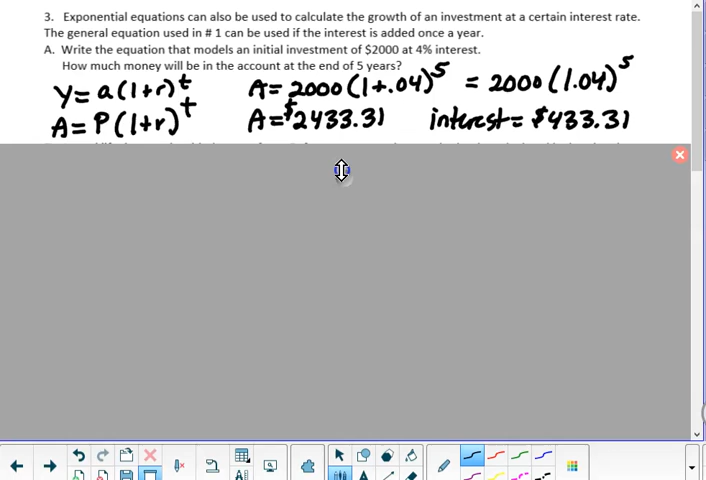 3. Exponential equations can also be used to calculate the growth of an investment at a certain interest rate.
The general equation used in # 1 can be used if the interest is added once a year.
A. Write the equation that models an initial investment of $2000 at 4% interest.
How much money will be in the account at the end of 5 years?
y = a(1+r)^t A = 2000(1+.04)^5 = 2000(1.04)^5
A = P(1+r)^t A = $2433.31 interest = $433.31